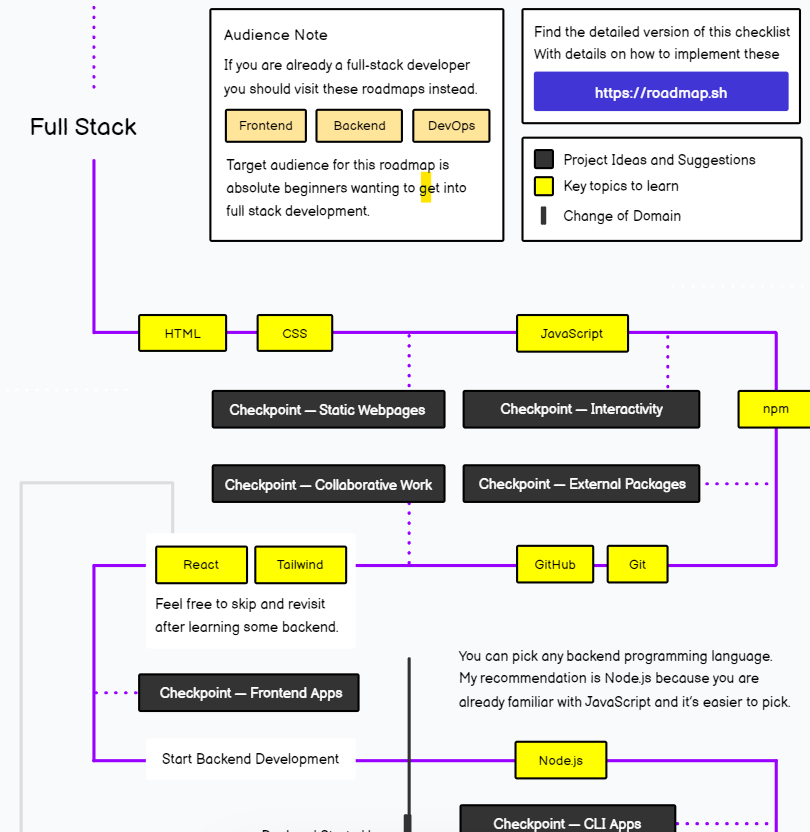 Full Stack
Audience Note
If you are already a full-stack developer
you should visit these roadmaps instead.
Frontend
Backend
DevOps
Target audience for this roadmap is
absolute beginners wanting to get into
full stack development.
Find the detailed version of this checklist
With details on how to implement these
https://roadmap.sh
Project Ideas and Suggestions
Key topics to learn
Change of Domain
HTML
CSS
JavaScript
Checkpoint — Static Webpages
Checkpoint — Interactivity
npm
Checkpoint — Collaborative Work
Checkpoint — External Packages
React
Tailwind
GitHub
Git
Feel free to skip and revisit
after learning some backend.
Checkpoint — Frontend Apps
You can pick any backend programming language.
My recommendation is Node.js because you are
already familiar with JavaScript and it's easier to pick.
Start Backend Development
Node.js
Checkpoint — CLI Apps